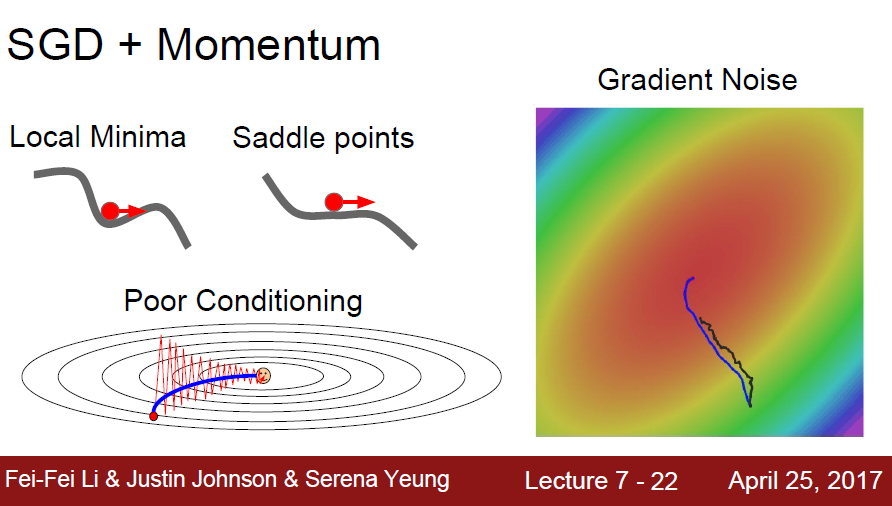 SGD + Momentum
Gradient Noise
Local Minima
Saddle points
Poor Conditioning
Fei-Fei Li & Justin Johnson & Serena Yeung
Lecture 7 - 22
April 25, 2017